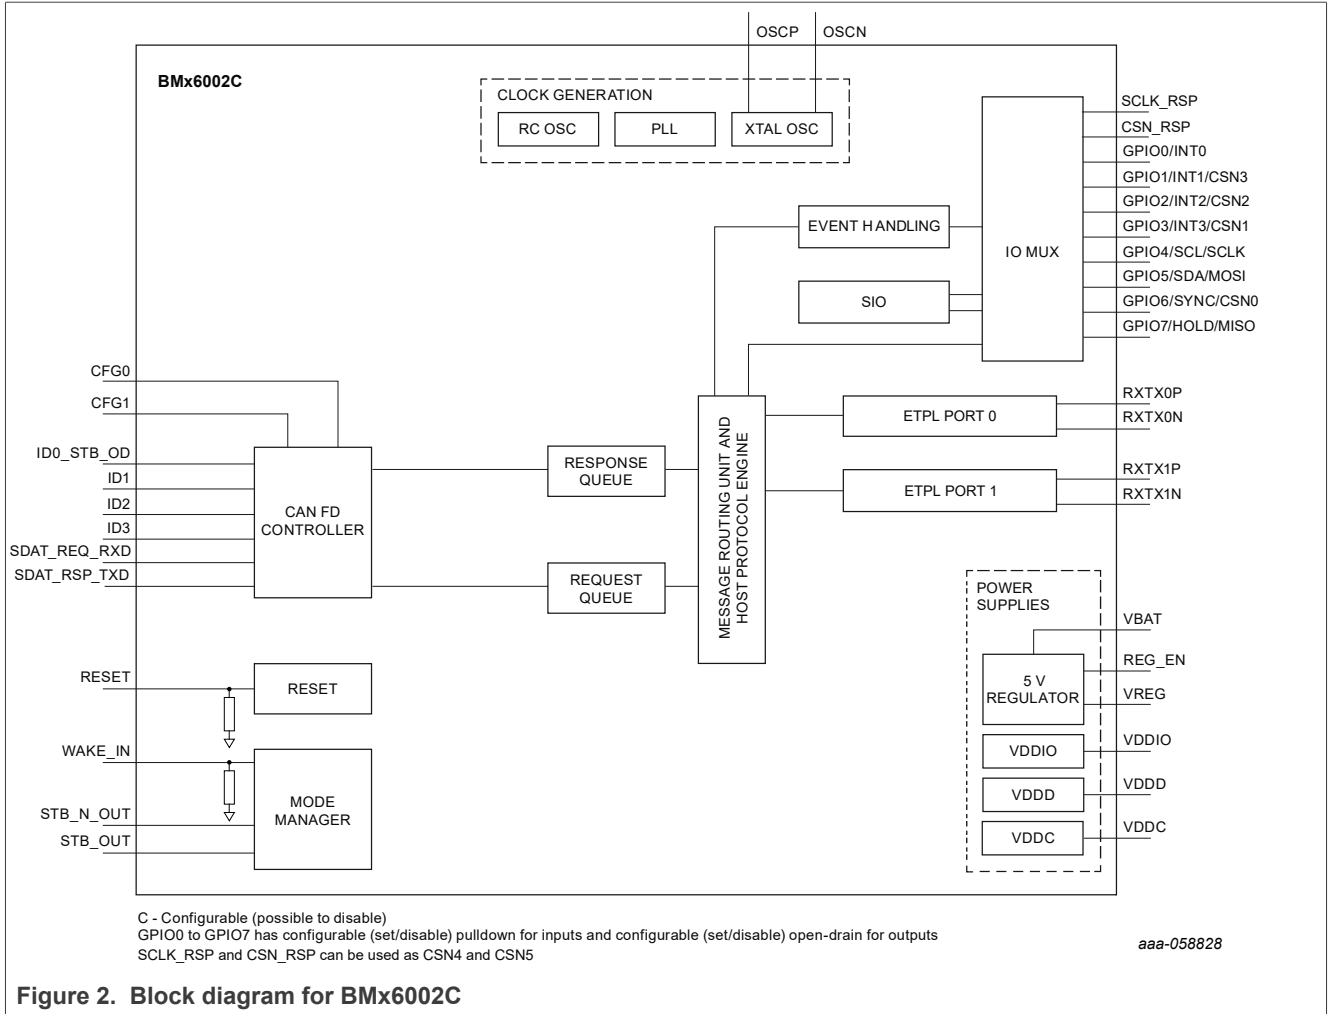 OSCP
OSCN
BMx6002C
CLOCK GENERATION
RC OSC
PLL
XTAL OSC
SCLK_RSP
CSN_RSP
GPIO0/INT0
GPIO1/INT1/CSN3
GPIO2/INT2/CSN2
GPIO3/INT3/CSN1
GPIO4/SCL/SCLK
GPIO5/SDA/MOSI
GPIO6/SYNC/CSN0
GPIO7/HOLD/MISO
EVENT HANDLING
SIO
IO MUX
CFG0
CFG1
ID0_STB_OD
ID1
ID2
ID3
SDAT_REQ_RXD
SDAT_RSP_TXD
CAN FD
CONTROLLER
RESPONSE
QUEUE
REQUEST
QUEUE
MESSAGE ROUTING UNIT AND
HOST PROTOCOL ENGINE
ETPL PORT 0
RXTX0P
RXTX0N
ETPL PORT 1
RXTX1P
RXTX1N
POWER
SUPPLIES
VBAT
5 V
REGULATOR
REG_EN
VREG
VDDIO
VDDIO
VDDD
VDDD
VDDC
VDDC
RESET
RESET
WAKE_IN
STB_N_OUT
STB_OUT
MODE
MANAGER
C - Configurable (possible to disable)
GPIO0 to GPIO7 has configurable (set/disable) pulldown for inputs and configurable (set/disable) open-drain for outputs
SCLK_RSP and CSN_RSP can be used as CSN4 and CSN5
aaa-058828
Figure 2. Block diagram for BMx6002C